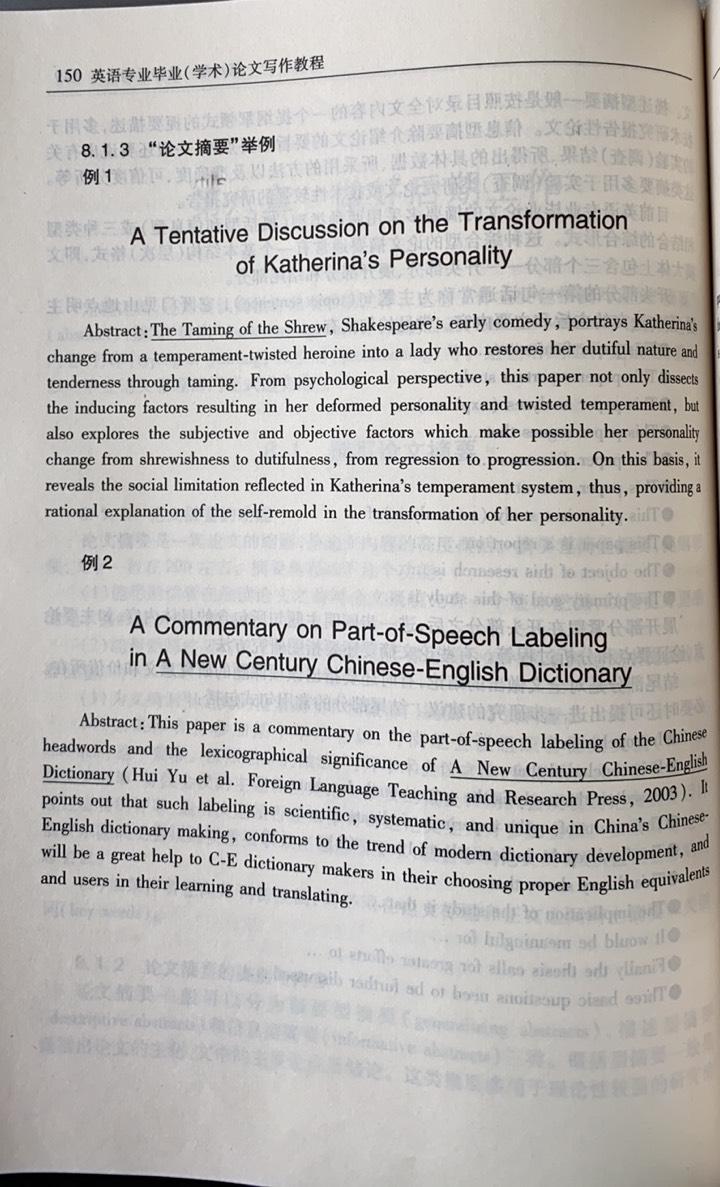 150 英语专业毕业(学术)论文写作教程
8.1.3 “论文摘要”举例
例1
A Tentative Discussion on the Transformation
of Katherina's Personality
Abstract: The Taming of the Shrew, Shakespeare's early comedy, portrays Katherina's
change from a temperament-twisted heroine into a lady who restores her dutiful nature and
tenderness through taming. From psychological perspective, this paper not only dissects
the inducing factors resulting in her deformed personality and twisted temperament, but
also explores the subjective and objective factors which make possible her personality
change from shrewishness to dutifulness, from regression to progression. On this basis, it
reveals the social limitation reflected in Katherina's temperament system, thus, providing a
rational explanation of the self-remold in the transformation of her personality.
例2
A Commentary on Part-of-Speech Labeling
in A New Century Chinese-English Dictionary
Abstract: This paper is a commentary on the part-of-speech labeling of the Chinese
headwords and the lexicographical significance of A New Century Chinese-English
Dictionary (Hui Yu et al. Foreign Language Teaching and Research Press, 2003). It
points out that such labeling is scientific, systematic, and unique in China's Chinese-
English dictionary making, conforms to the trend of modern dictionary development, and
will be a great help to C-E dictionary makers in their choosing proper English equivalents
and users in their learning and translating.